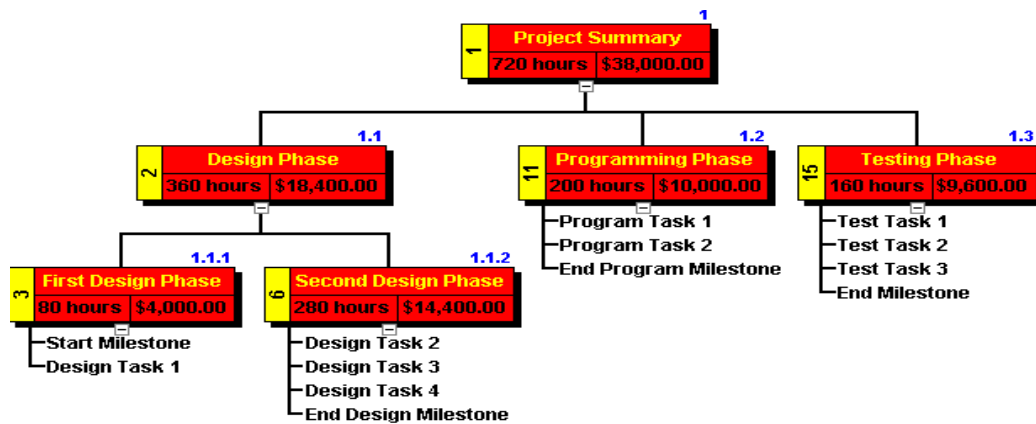 1
1 Project Summary
720 hours $38,000.00
1.1 1.2 1.3
2 Design Phase
360 hours $18,400.00
11 Programming Phase
200 hours $10,000.00
15 Testing Phase
160 hours $9,600.00
Program Task 1
Program Task 2
End Program Milestone
Test Task 1
Test Task 2
Test Task 3
End Milestone
1.1.1 1.1.2
3 First Design Phase
80 hours $4,000.00
6 Second Design Phase
280 hours $14,400.00
Start Milestone
Design Task 1
Design Task 2
Design Task 3
Design Task 4
End Design Milestone